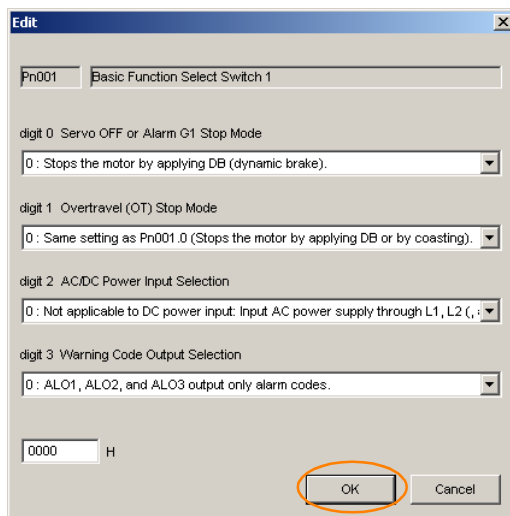 Edit
Pn001 Basic Function Select Switch 1
digit 0 Servo OFF or Alarm G1 Stop Mode
0 : Stops the motor by applying DB (dynamic brake).
digit 1 Overtravel (OT) Stop Mode
0 : Same setting as Pn001.0 (Stops the motor by applying DB or by coasting).
digit 2 AC/DC Power Input Selection
0 : Not applicable to DC power input: Input AC power supply through L1, L2 (,
digit 3 Warning Code Output Selection
0 : ALO1, ALO2, and ALO3 output only alarm codes.
0000 H
OK Cancel